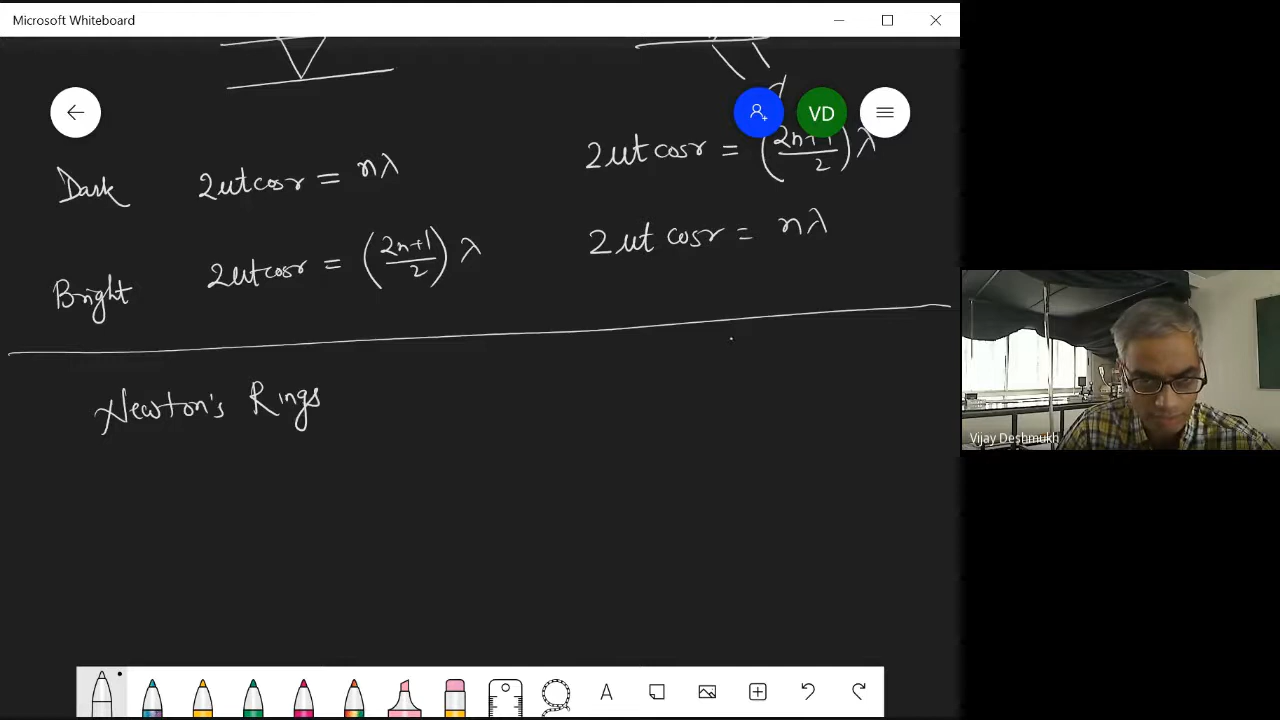 Microsoft Whiteboard
VD
Dark 2μt cos r = nλ 2μt cos r = (2n+1/2) λ
Bright 2μt cos r = (2n+1/2) λ 2μt cos r = nλ
Newton's Rings
Vijay Deshmukh
A